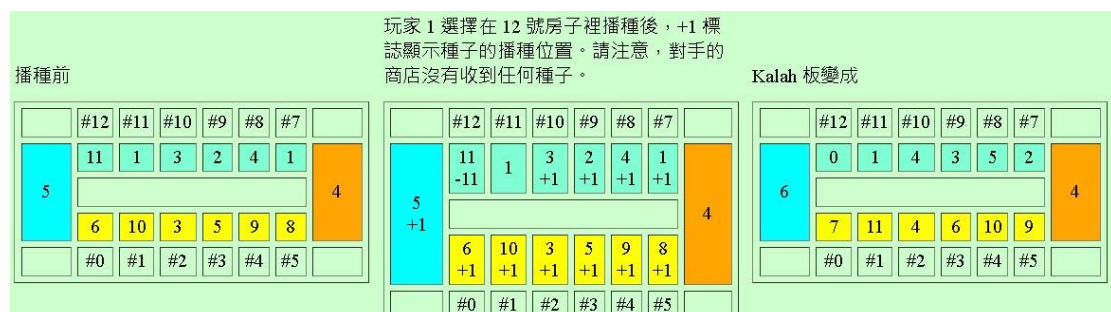 播種前
#12 #11 #10 #9 #8 #7
11 1 3 2 4 1
5 4
6 10 3 5 9 8
#0 #1 #2 #3 #4 #5
玩家 1 選擇在 12 號房子裡播種後，+1 標
誌顯示種子的播種位置。請注意，對手的
商店沒有收到任何種子。
#12 #11 #10 #9 #8 #7
11 1 3 2 4 1
-11 +1 +1 +1 +1
5 4
+1
6 10 3 5 9 8
+1 +1 +1 +1 +1 +1
#0 #1 #2 #3 #4 #5
Kalah 板變成
#12 #11 #10 #9 #8 #7
0 1 4 3 5 2
6 4
7 11 4 6 10 9
#0 #1 #2 #3 #4 #5